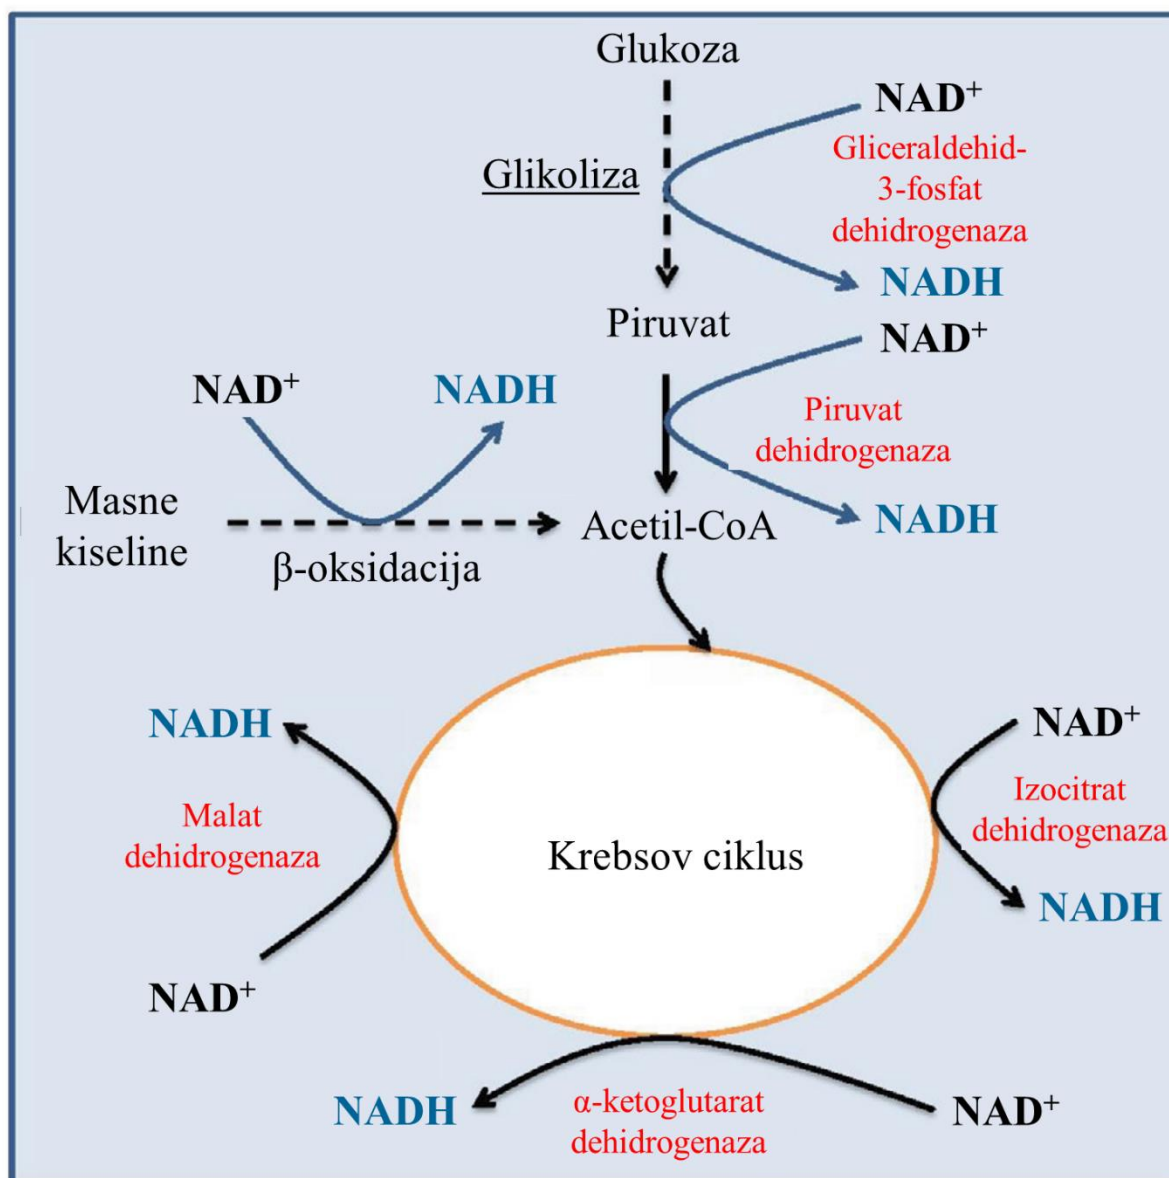 Glukoza
NAD⁺
Gliceraldehid-
3-fosfat
dehidrogenaza
Glikoliza
NADH
Piruvat
NAD⁺
NAD⁺
NADH
Piruvat
dehidrogenaza
Masne
kiseline
Acetil-CoA
NADH
β-oksidacija
NADH
NAD⁺
Malat
dehidrogenaza
Izocitrat
dehidrogenaza
Krebsov ciklus
NADH
NAD⁺
NADH
α-ketoglutarat
dehidrogenaza
NAD⁺